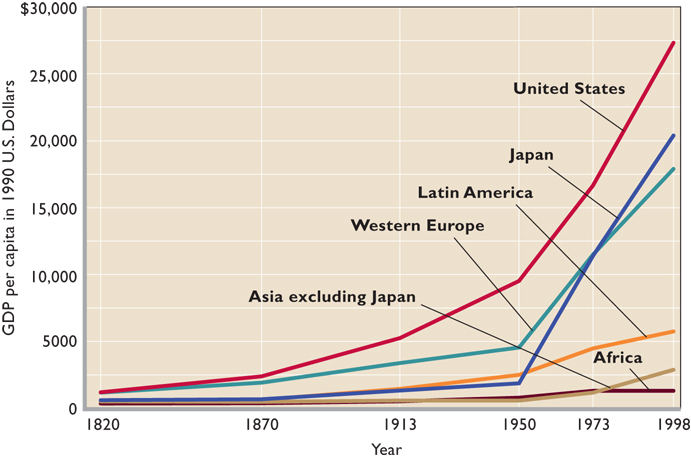 $30,000
25,000
20,000
15,000
10,000
5000
0
GDP per capita in 1990 U.S. Dollars
United States
Japan
Latin America
Western Europe
Asia excluding Japan
Africa
1820
1870
1913
1950
1973
1998
Year